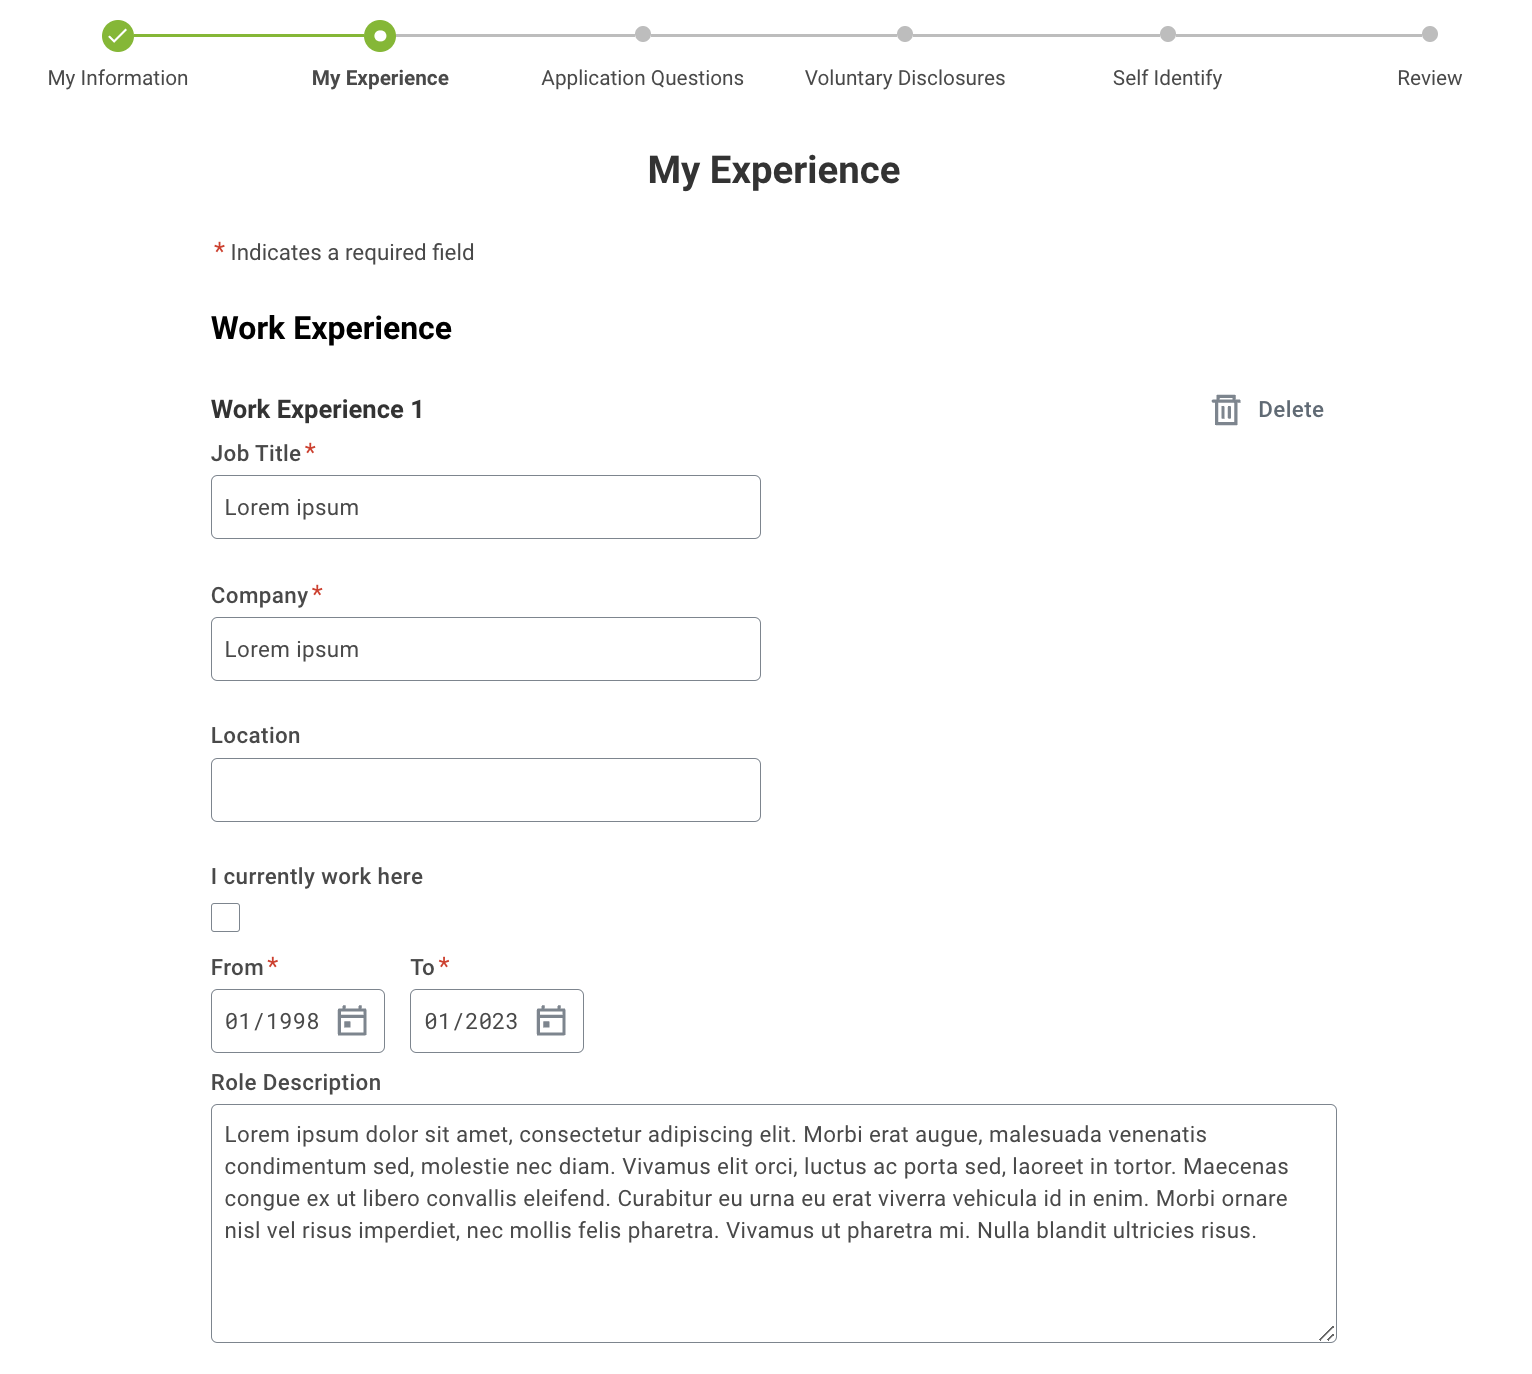 My Information
My Experience
Application Questions
Voluntary Disclosures
Self Identify
Review
My Experience
* Indicates a required field
Work Experience
Work Experience 1
Delete
Job Title*
Lorem ipsum
Company*
Lorem ipsum
Location
I currently work here
From*
To*
01/1998
01/2023
Role Description
Lorem ipsum dolor sit amet, consectetur adipiscing elit. Morbi erat augue, malesuada venenatis
condimentum sed, molestie nec diam. Vivamus elit orci, luctus ac porta sed, laoreet in tortor. Maecenas
congue ex ut libero convallis eleifend. Curabitur eu urna eu erat viverra vehicula id in enim. Morbi ornare
nisl vel risus imperdiet, nec mollis felis pharetra. Vivamus ut pharetra mi. Nulla blandit ultricies risus.